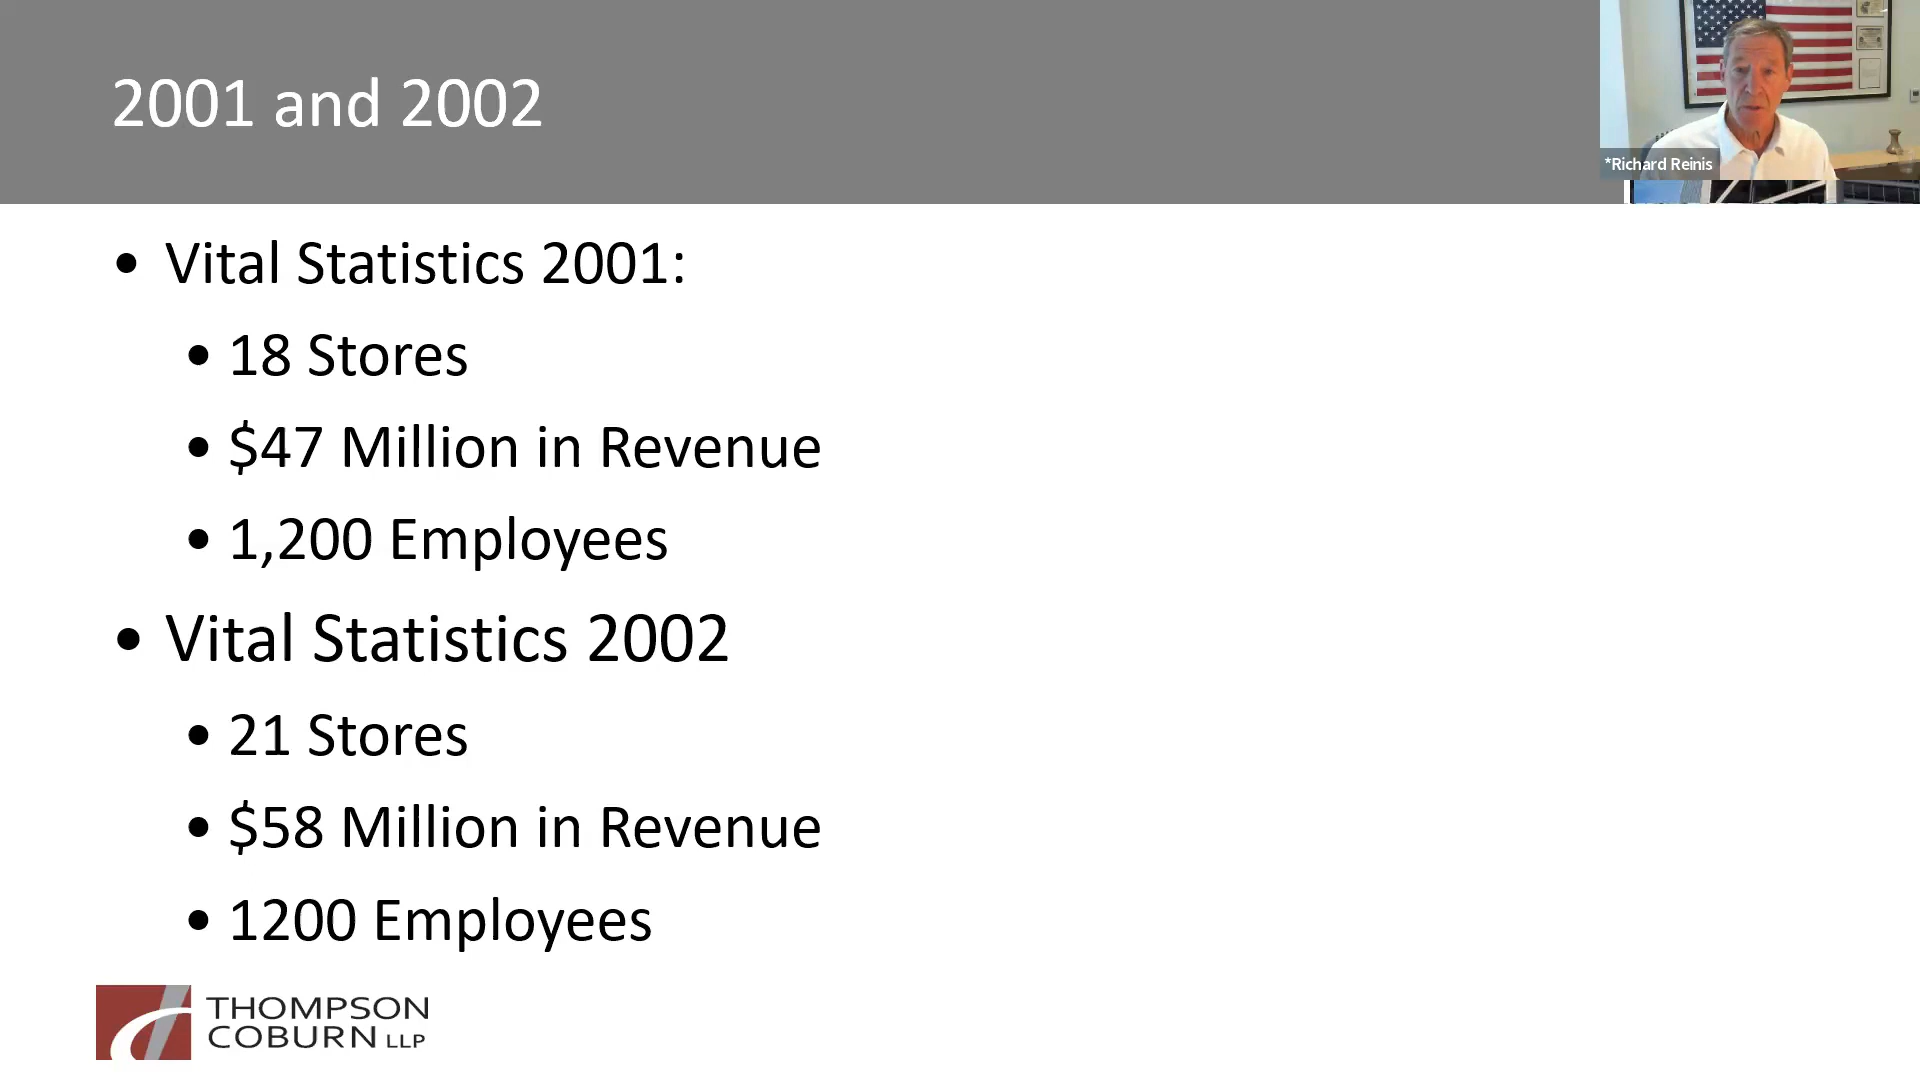 2001 and 2002
*Richard Reinis
• Vital Statistics 2001:
• 18 Stores
• $47 Million in Revenue
• 1,200 Employees
• Vital Statistics 2002
• 21 Stores
• $58 Million in Revenue
• 1200 Employees
THOMPSON
COBURN LLP